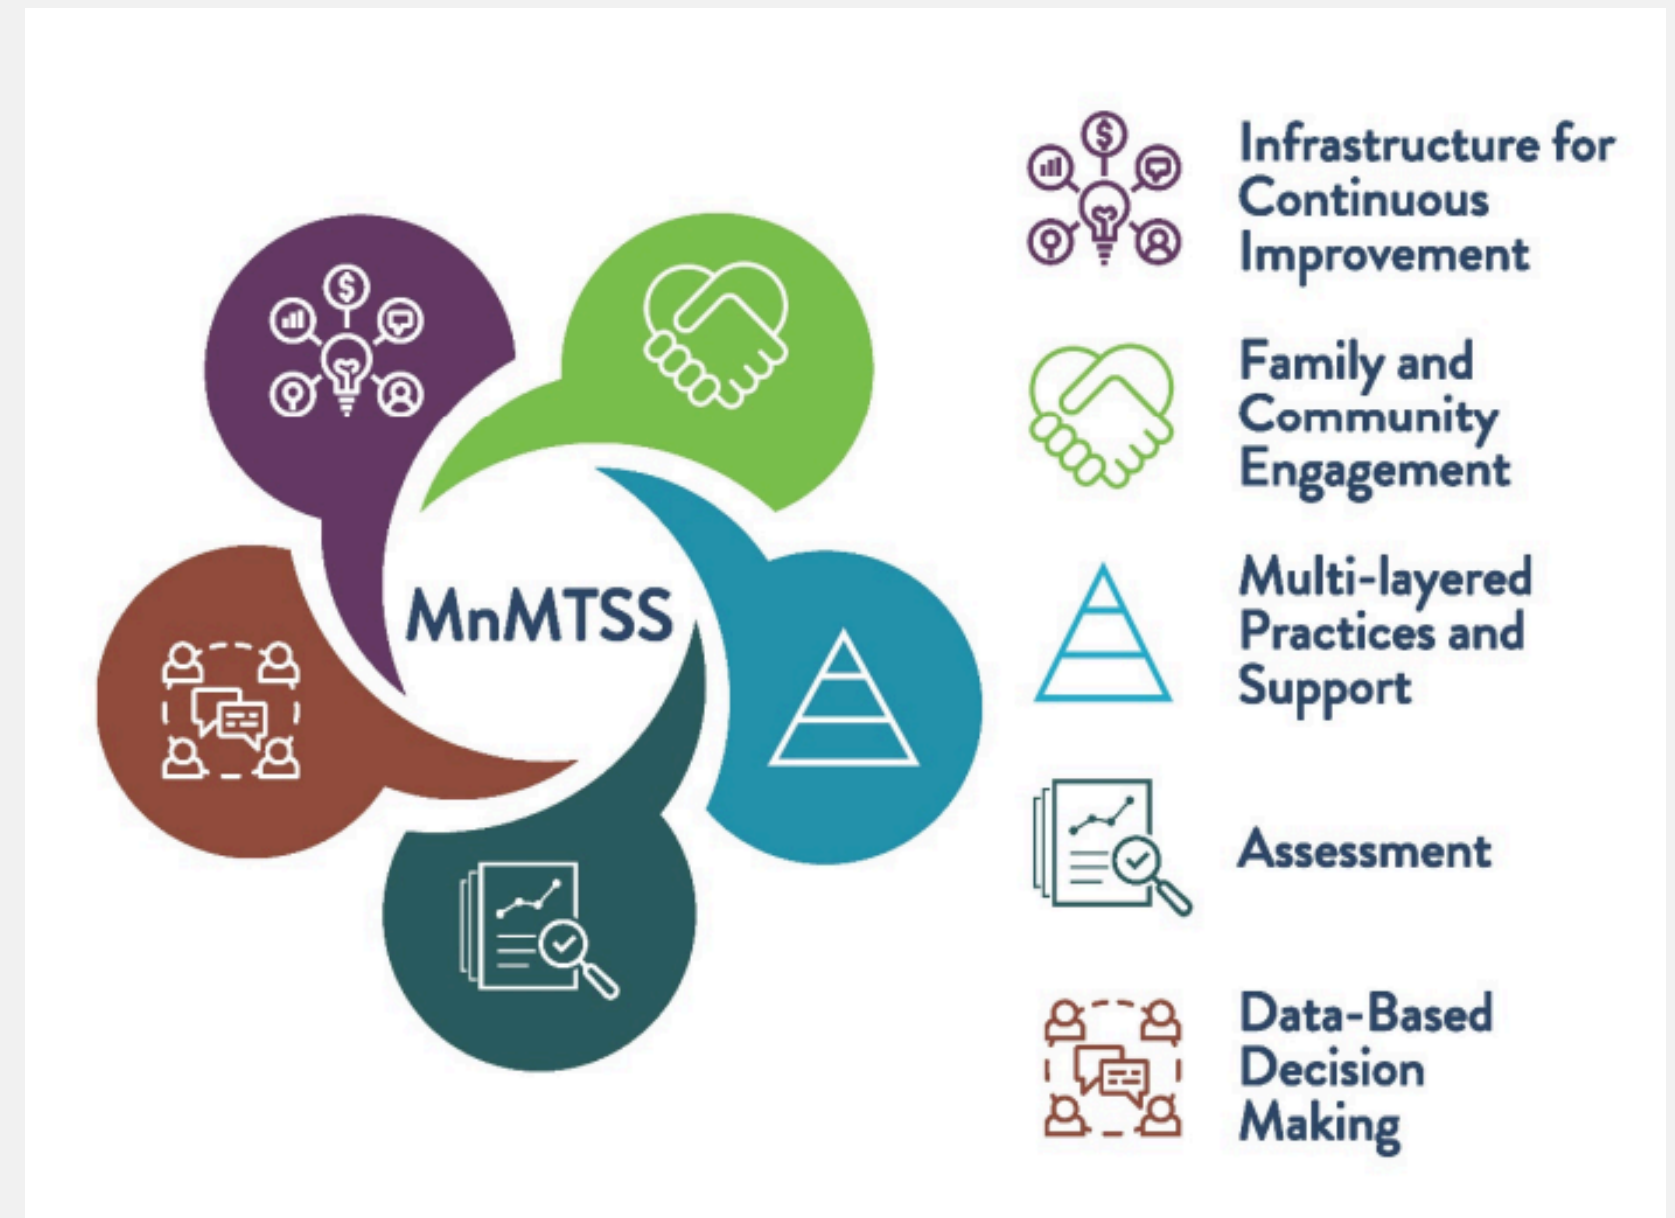 MnMTSS
Infrastructure for
Continuous
Improvement
Family and
Community
Engagement
Multi-layered
Practices and
Support
Assessment
Data-Based
Decision
Making